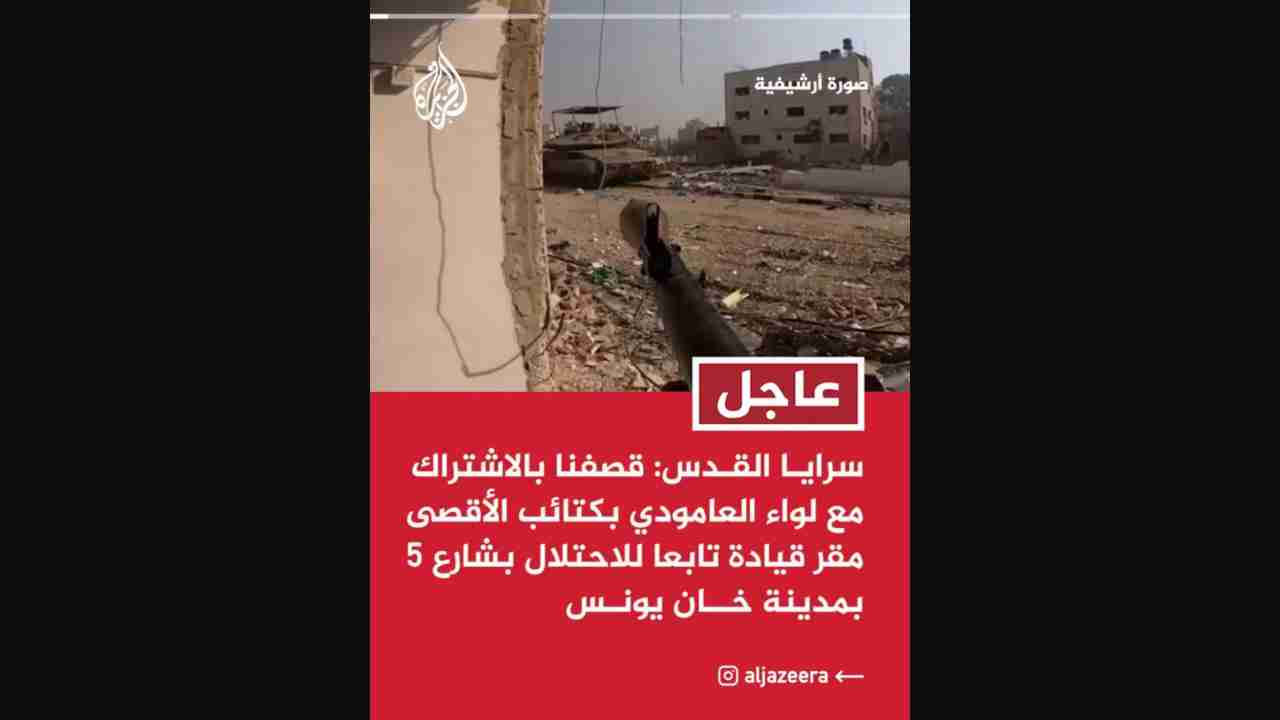 الجزيرة
صورة أرشيفية
عاجل
سرايا القدس: قصفنا بالاشتراك
مع لواء العامودي بكتائب الأقصى
مقر قيادة تابعا للاحتلال بشارع 5
بمدينة خان يونس
aljazeera